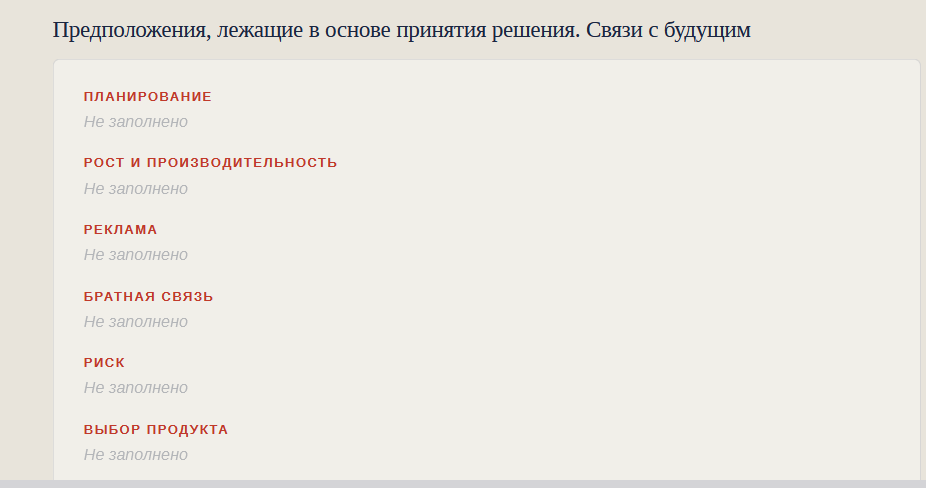 Предположения, лежащие в основе принятия решения. Связи с будущим
ПЛАНИРОВАНИЕ
Не заполнено
РОСТ И ПРОИЗВОДИТЕЛЬНОСТЬ
Не заполнено
РЕКЛАМА
Не заполнено
БРАТНАЯ СВЯЗЬ
Не заполнено
РИСК
Не заполнено
ВЫБОР ПРОДУКТА
Не заполнено